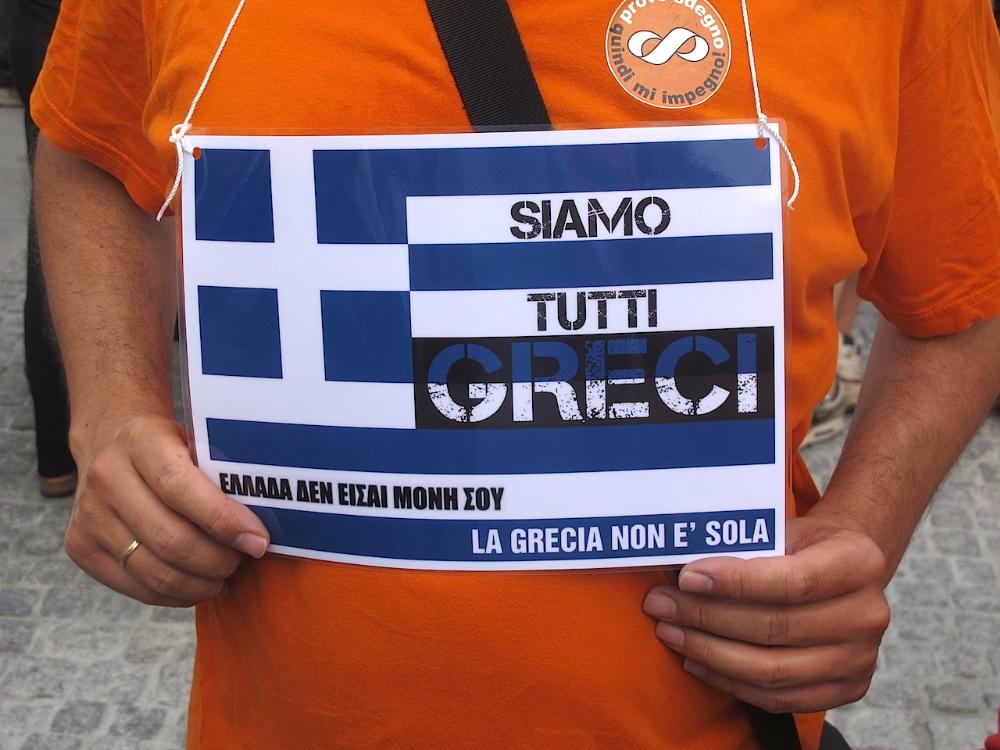 provo sdegno
quindi mi impegno!
SIAMO
TUTTI
GRECI
ΕΛΛΑΔΑ ΔΕΝ ΕΙΣΑΙ ΜΟΝΗ ΣΟΥ
LA GRECIA NON E' SOLA